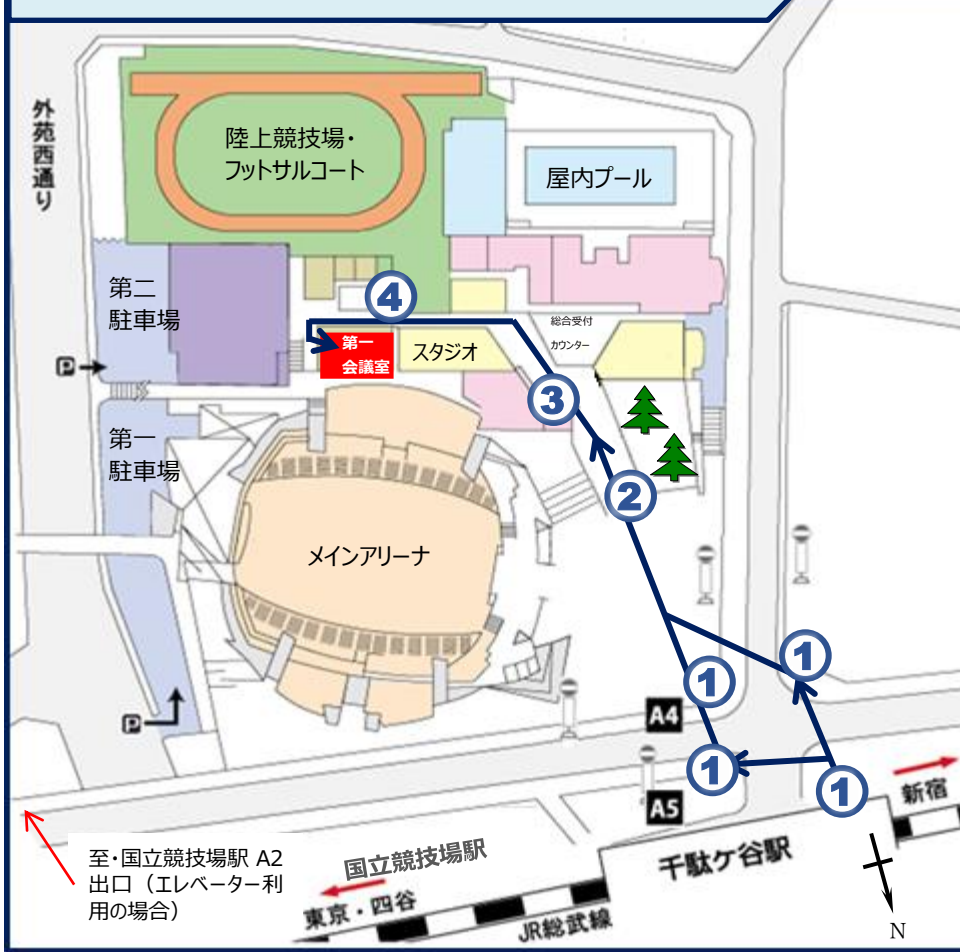 外苑西通り
陸上競技場・
フットサルコート
屋内プール
第二
駐車場
④
総合受付
カウンター
第一
会議室
スタジオ
P
③
第一
駐車場
②
メインアリーナ
①
①
A4
P
①
①
A5
新宿
千駄ケ谷駅
至・国立競技場駅 A2
出口（エレベーター利
用の場合）
国立競技場駅
東京・四谷
JR総武線
N